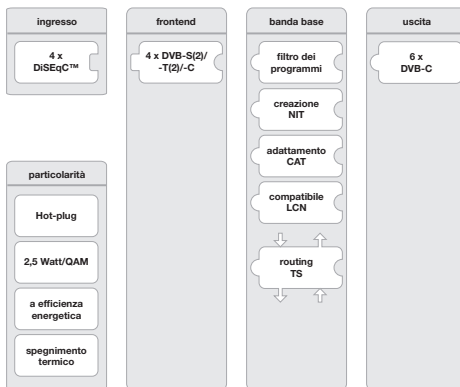 ingresso
4 x
DiSEqC™
frontend
4 x DVB-S(2)/
-T(2)/-C
banda base
filtro dei
programmi
creazione
NIT
adattamento
CAT
compatibile
LCN
routing
TS
uscita
6 x
DVB-C
particolarità
Hot-plug
2,5 Watt/QAM
a efficienza
energetica
spegnimento
termico